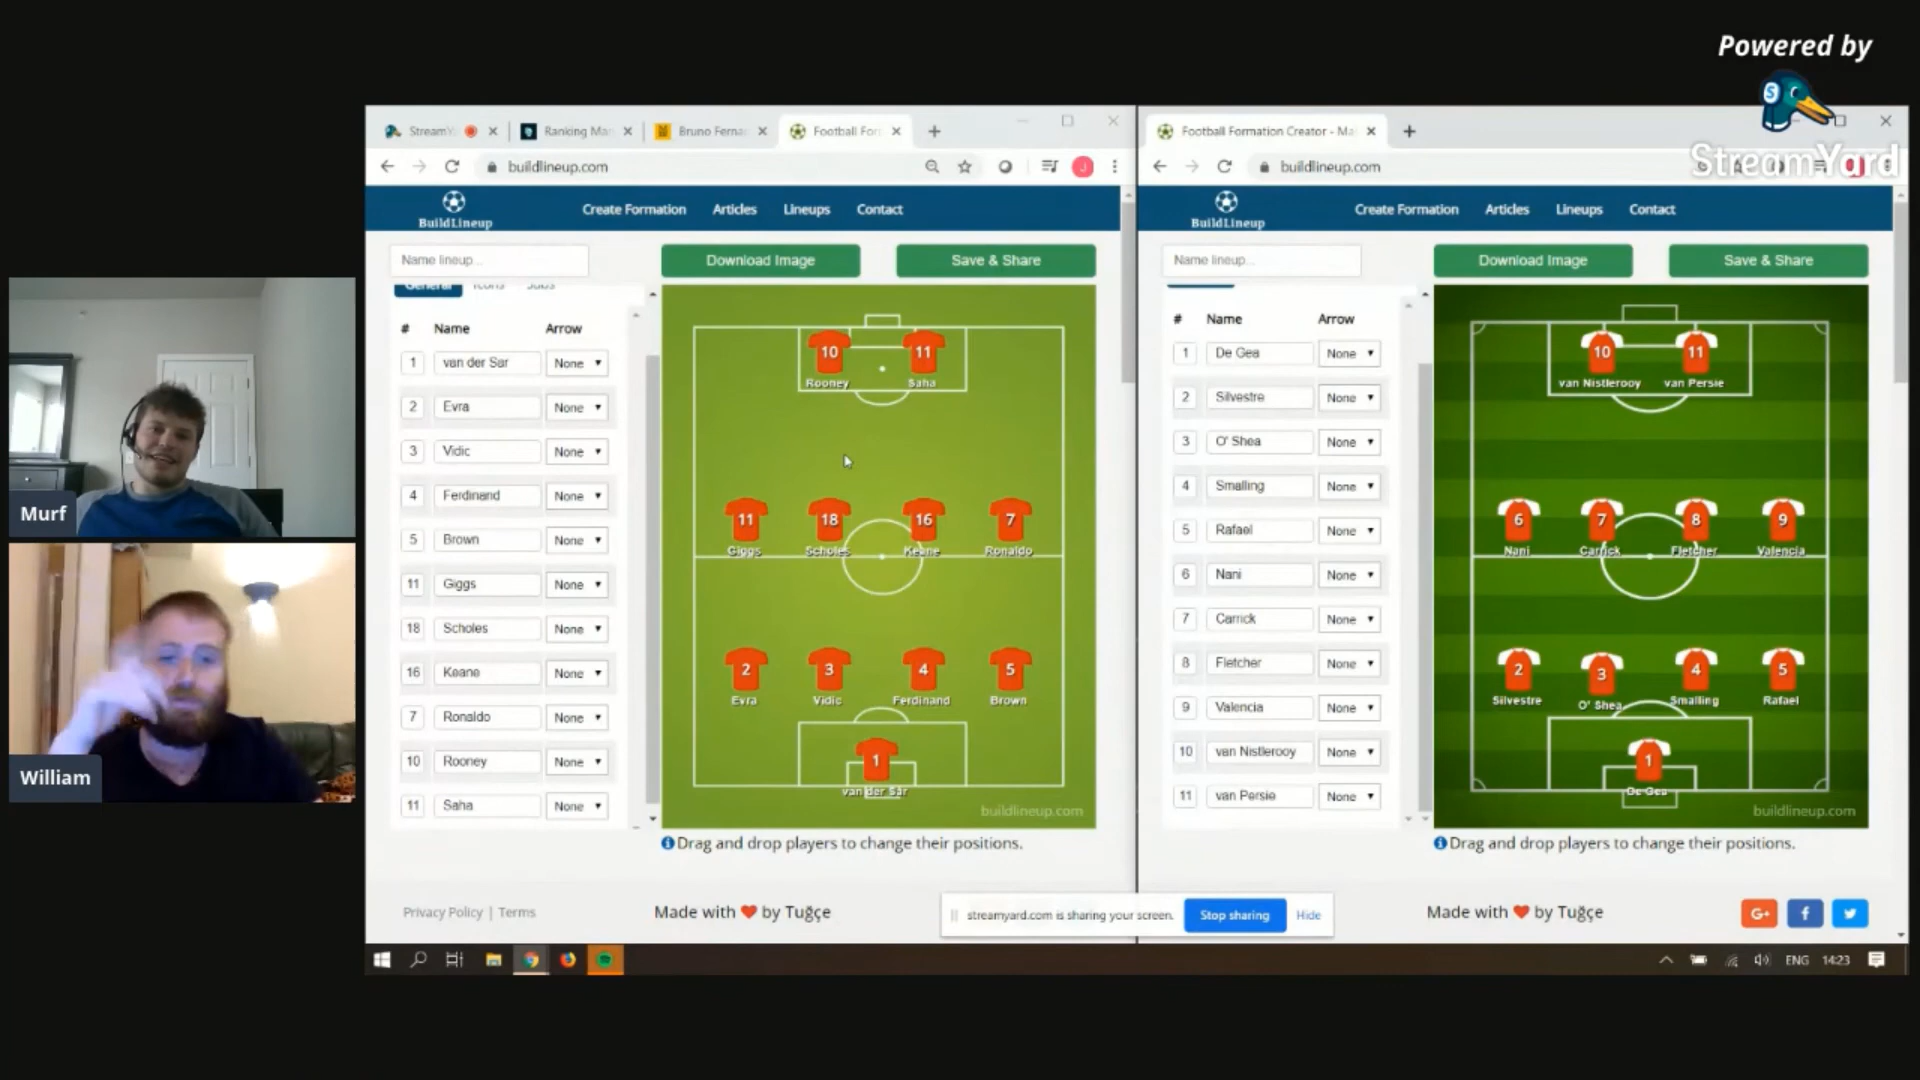 Powered by
StreamYard
Murf
William
StreamY
Ranking Man
Bruno Ferna
Football For
buildlineup.com
BuildLineup
Create Formation
Articles
Lineups
Contact
Name lineup...
Download Image
Save & Share
General
Icons
# Name Arrow
1 van der Sar None
2 Evra None
3 Vidic None
4 Ferdinand None
5 Brown None
11 Giggs None
18 Scholes None
16 Keane None
7 Ronaldo None
10 Rooney None
11 Saha None
10 11
Rooney Saha
11 18 16 7
Giggs Scholes Keane Ronaldo
2 3 4 5
Evra Vidic Ferdinand Brown
1
van der Sar
buildlineup.com
Drag and drop players to change their positions.
Privacy Policy | Terms
Made with ❤ by Tuğçe
Football Formation Creator - Ma
buildlineup.com
BuildLineup
Create Formation
Articles
Lineups
Contact
Name lineup...
Download Image
Save & Share
# Name Arrow
1 De Gea None
2 Silvestre None
3 O' Shea None
4 Smalling None
5 Rafael None
6 Nani None
7 Carrick None
8 Fletcher None
9 Valencia None
10 van Nistlerooy None
11 van Persie None
10 11
van Nistlerooy van Persie
6 7 8 9
Nani Carrick Fletcher Valencia
2 3 4 5
Silvestre O' Shea Smalling Rafael
1
De Gea
buildlineup.com
Drag and drop players to change their positions.
Made with ❤ by Tuğçe
G+
streamyard.com is sharing your screen.
Stop sharing
Hide
ENG 14:23